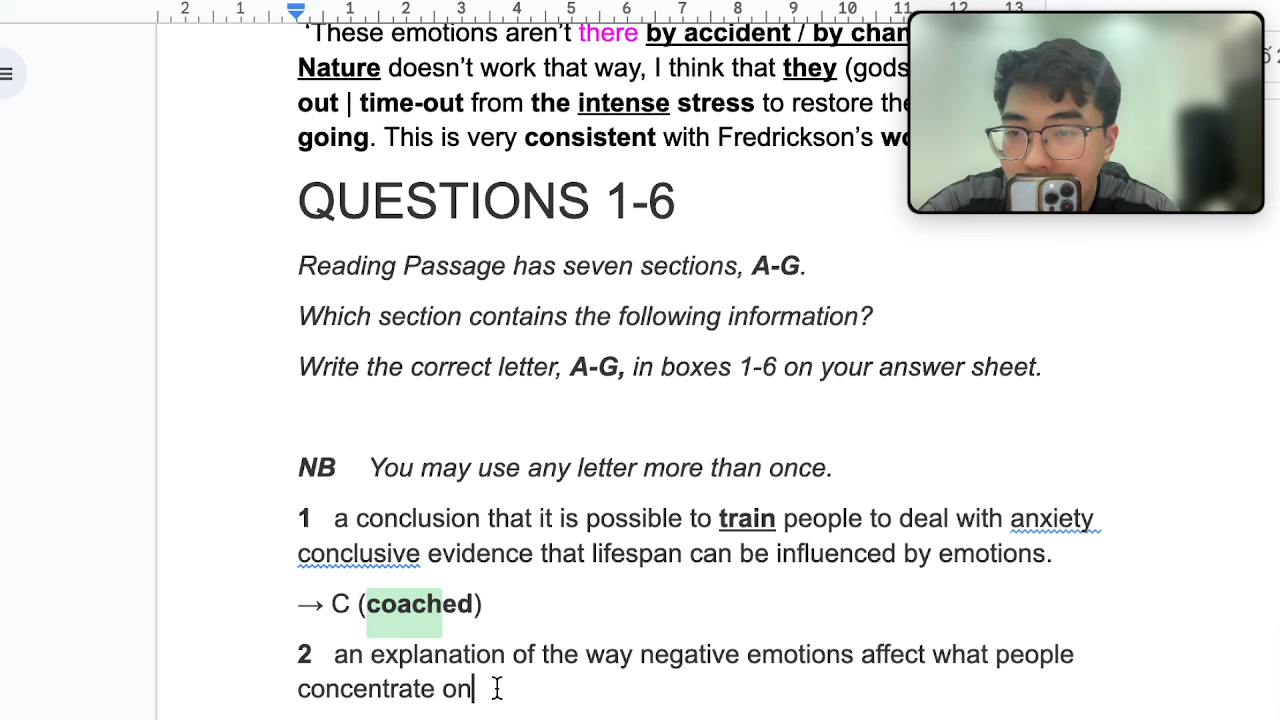 2 1 1 2 3 4 5 6 7 8 9 10 11 12 13
'These emotions aren't there by accident / by chan
Nature doesn't work that way, I think that they (gods
out | time-out from the intense stress to restore the
going. This is very consistent with Fredrickson's wo
QUESTIONS 1-6
Reading Passage has seven sections, A-G.
Which section contains the following information?
Write the correct letter, A-G, in boxes 1-6 on your answer sheet.
NB You may use any letter more than once.
1 a conclusion that it is possible to train people to deal with anxiety
conclusive evidence that lifespan can be influenced by emotions.
→ C (coached)
2 an explanation of the way negative emotions affect what people
concentrate on